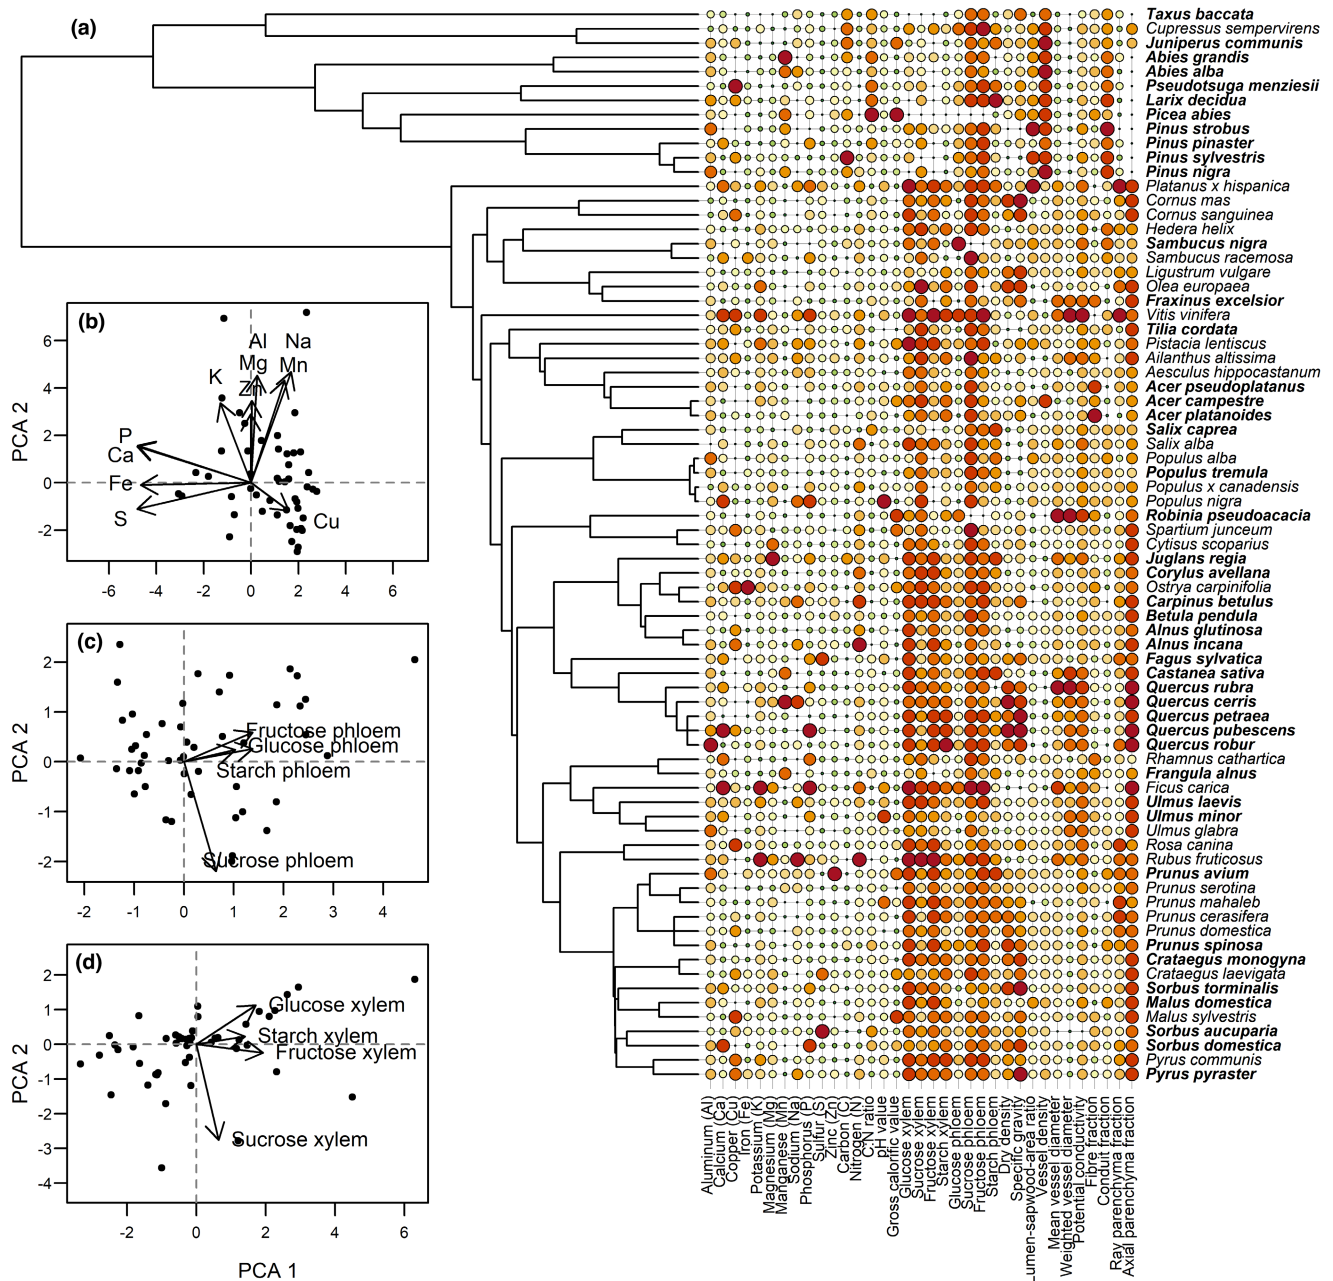 (a)
Taxus baccata
Cupressus sempervirens
Juniperus communis
Abies grandis
Abies alba
Pseudotsuga menziesii
Larix decidua
Picea abies
Pinus strobus
Pinus pinaster
Pinus sylvestris
Pinus nigra
Platanus x hispanica
Cornus mas
Cornus sanguinea
Hedera helix
Sambucus nigra
Sambucus racemosa
Ligustrum vulgare
Olea europaea
Fraxinus excelsior
Vitis vinifera
Tilia cordata
Pistacia lentiscus
Ailanthus altissima
Aesculus hippocastanum
Acer pseudoplatanus
Acer campestre
Acer platanoides
Salix caprea
Salix alba
Populus alba
Populus tremula
Populus x canadensis
Populus nigra
Robinia pseudoacacia
Spartium junceum
Cytisus scoparius
Juglans regia
Corylus avellana
Ostrya carpinifolia
Carpinus betulus
Betula pendula
Alnus glutinosa
Alnus incana
Fagus sylvatica
Castanea sativa
Quercus rubra
Quercus cerris
Quercus petraea
Quercus pubescens
Quercus robur
Rhamnus cathartica
Frangula alnus
Ficus carica
Ulmus laevis
Ulmus minor
Ulmus glabra
Rosa canina
Rubus fruticosus
Prunus avium
Prunus serotina
Prunus mahaleb
Prunus cerasifera
Prunus domestica
Prunus spinosa
Crataegus monogyna
Crataegus laevigata
Sorbus torminalis
Malus domestica
Malus sylvestris
Sorbus aucuparia
Sorbus domestica
Pyrus communis
Pyrus pyraster
Aluminum (Al)
Calcium (Ca)
Copper (Cu)
Iron (Fe)
Potassium (K)
Magnesium (Mg)
Manganese (Mn)
Sodium (Na)
Phosphorus (P)
Sulfur (S)
Zinc (Zn)
Carbon (C)
Nitrogen (N)
C:N ratio
pH value
Gross calorific value
Glucose xylem
Sucrose xylem
Fructose xylem
Starch xylem
Glucose phloem
Sucrose phloem
Fructose phloem
Starch phloem
Dry density
Specific gravity
Lumen-sapwood-area ratio
Vessel density
Mean vessel diameter
Weighted vessel diameter
Potential conductivity
Fibre fraction
Conduit fraction
Ray parenchyma fraction
Axial parenchyma fraction
(b)
PCA 2
6
4
2
0
-2
-6
-4
-2
0
2
4
6
Al
Na
Mg
Mn
K
Zn
P
Ca
Fe
S
Cu
(c)
PCA 2
2
1
0
-1
-2
-2
-1
0
1
2
3
4
Fructose phloem
Glucose phloem
Starch phloem
Sucrose phloem
(d)
PCA 2
2
1
0
-1
-2
-3
-4
-2
0
2
4
6
Glucose xylem
Starch xylem
Fructose xylem
Sucrose xylem
PCA 1